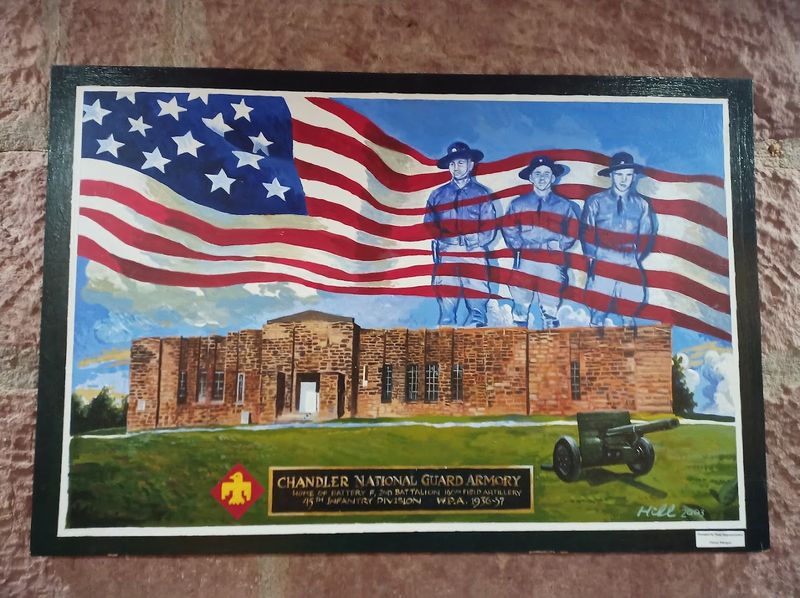 CHANDLER NATIONAL GUARD ARMORY
HOME OF BATTERY F, 2ND BATTALION 160TH FIELD ARTILLERY
45TH INFANTRY DIVISION W.P.A. 1936-37
Hill 2003